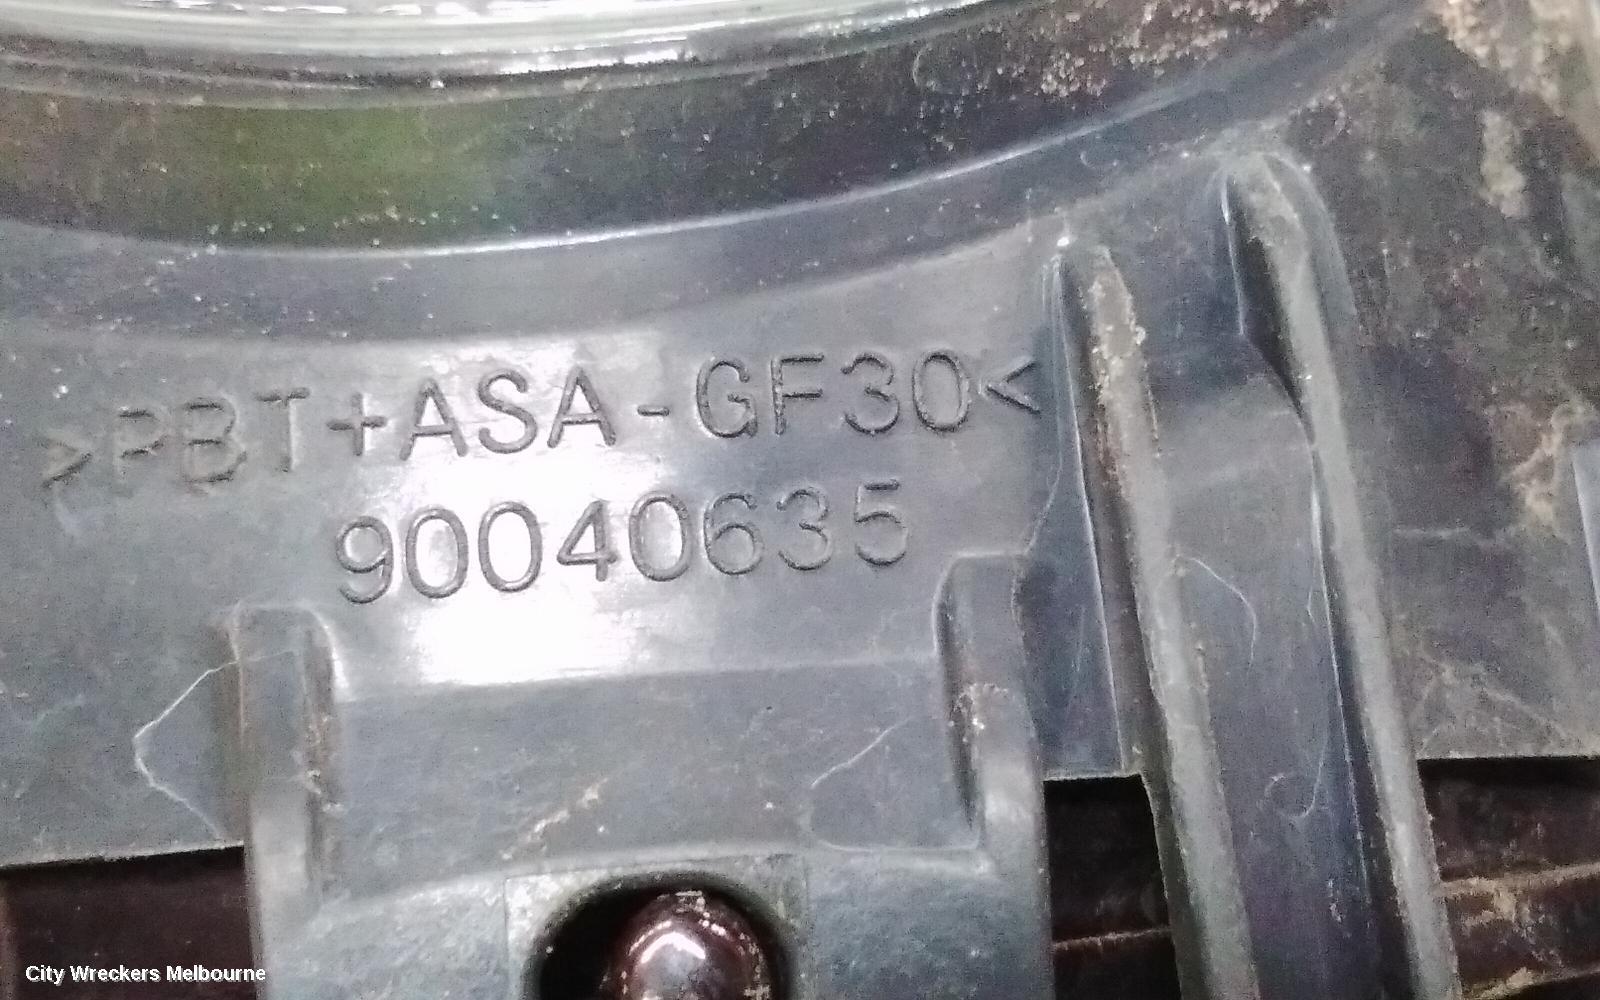 >PBT+ASA-GF30<
90040635
City Wreckers Melbourne